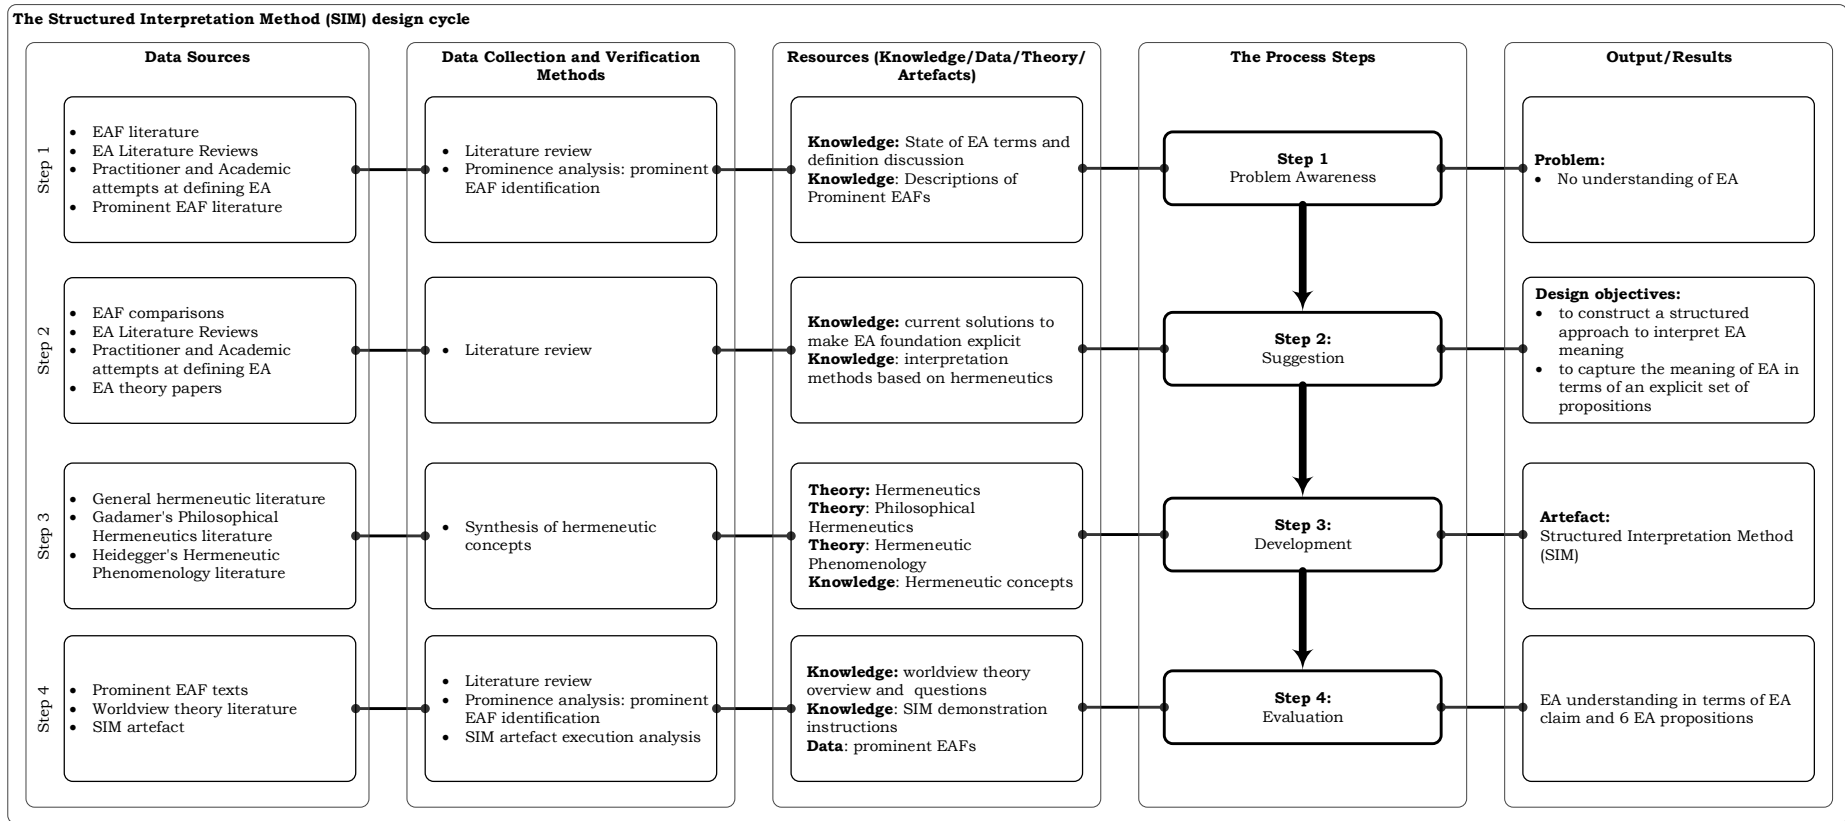 The Structured Interpretation Method (SIM) design cycle
Data Sources
Data Collection and Verification
Methods
Resources (Knowledge/Data/Theory/
Artefacts)
The Process Steps
Output/Results
Step 1
• EAF literature
• EA Literature Reviews
• Practitioner and Academic
attempts at defining EA
• Prominent EAF literature
• Literature review
• Prominence analysis: prominent
EAF identification
Knowledge: State of EA terms and
definition discussion
Knowledge: Descriptions of
Prominent EAFs
Step 1
Problem Awareness
Problem:
• No understanding of EA
Step 2
• EAF comparisons
• EA Literature Reviews
• Practitioner and Academic
attempts at defining EA
• EA theory papers
• Literature review
Knowledge: current solutions to
make EA foundation explicit
Knowledge: interpretation
methods based on hermeneutics
Step 2:
Suggestion
Design objectives:
• to construct a structured
approach to interpret EA
meaning
• to capture the meaning of EA in
terms of an explicit set of
propositions
Step 3
• General hermeneutic literature
• Gadamer's Philosophical
Hermeneutics literature
• Heidegger's Hermeneutic
Phenomenology literature
• Synthesis of hermeneutic
concepts
Theory: Hermeneutics
Theory: Philosophical
Hermeneutics
Theory: Hermeneutic
Phenomenology
Knowledge: Hermeneutic concepts
Step 3:
Development
Artefact:
Structured Interpretation Method
(SIM)
Step 4
• Prominent EAF texts
• Worldview theory literature
• SIM artefact
• Literature review
• Prominence analysis: prominent
EAF identification
• SIM artefact execution analysis
Knowledge: worldview theory
overview and questions
Knowledge: SIM demonstration
instructions
Data: prominent EAFs
Step 4:
Evaluation
EA understanding in terms of EA
claim and 6 EA propositions